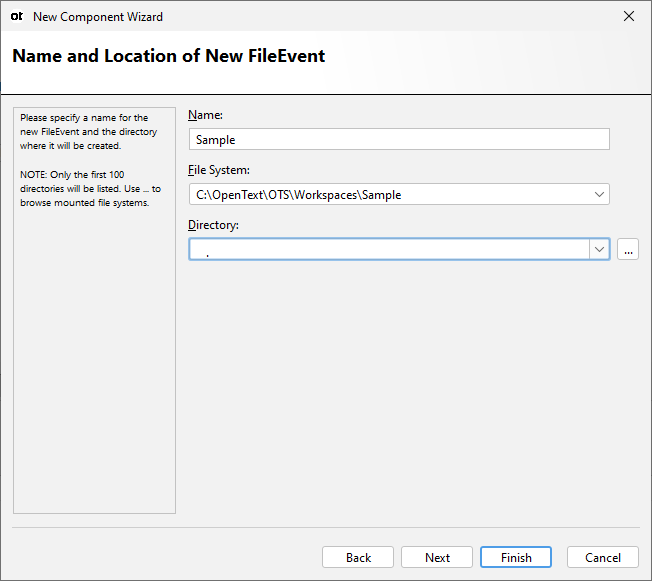 ot New Component Wizard
Name and Location of New FileEvent
Please specify a name for the
new FileEvent and the directory
where it will be created.
NOTE: Only the first 100
directories will be listed. Use ... to
browse mounted file systems.
Name:
Sample
File System:
C:\OpenText\OTS\Workspaces\Sample
Directory:
.
...
Back
Next
Finish
Cancel